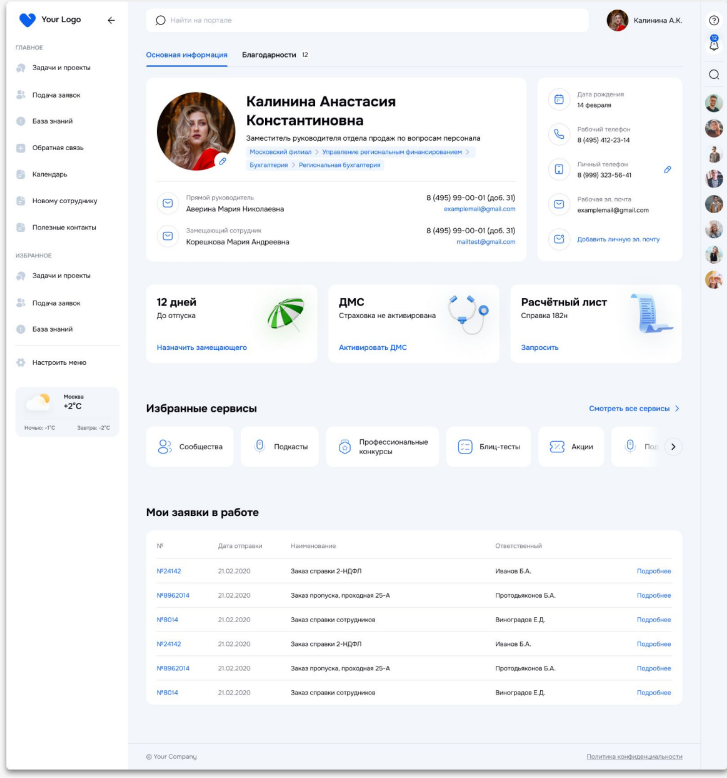 Your Logo
ГЛАВНОЕ
Задачи и проекты
Подача заявок
База знаний
Обратная связь
Календарь
Новому сотруднику
Полезные контакты
ИЗБРАННОЕ
Задачи и проекты
Подача заявок
База знаний
Настроить меню
Москва
+2°C
Ночью: -1°C Завтра: -2°C
Найти на портале
Калинина А.К.
12
Основная информация Благодарности 12
Калинина Анастасия
Константиновна
Заместитель руководителя отдела продаж по вопросам персонала
Московский филиал > Управление региональным финансированием >
Бухгалтерия > Региональная бухгалтерия
Прямой руководитель
Аверина Мария Николаевна
8 (495) 99-00-01 (доб. 31)
examplemail@gmail.com
Замещающий сотрудник
Корешкова Мария Андреевна
8 (495) 99-00-01 (доб. 31)
mailtest@gmail.com
Дата рождения
14 февраля
Рабочий телефон
8 (495) 412-23-14
Личный телефон
8 (999) 323-56-41
Рабочая эл. почта
examplemail@gmail.com
Добавить личную эл. почту
12 дней
До отпуска
Назначить замещающего
ДМС
Страховка не активирована
Активировать ДМС
Расчётный лист
Справка 182н
Запросить
Избранные сервисы
Смотреть все сервисы >
Сообщества
Подкасты
Профессиональные
конкурсы
Блиц-тесты
Акции
Мои заявки в работе
№ Дата отправки Наименование Ответственный
№24142 21.02.2020 Заказ справки 2-НДФЛ Иванов Б.А. Подробнее
№8962014 21.02.2020 Заказ пропуска, проходная 25-А Протодьяконов Б.А. Подробнее
№8014 21.02.2020 Заказ справки сотрудников Виноградов Е.Д. Подробнее
№24142 21.02.2020 Заказ справки 2-НДФЛ Иванов Б.А. Подробнее
№8962014 21.02.2020 Заказ пропуска, проходная 25-А Протодьяконов Б.А. Подробнее
№8014 21.02.2020 Заказ справки сотрудников Виноградов Е.Д. Подробнее
© Your Company
Политика конфиденциальности